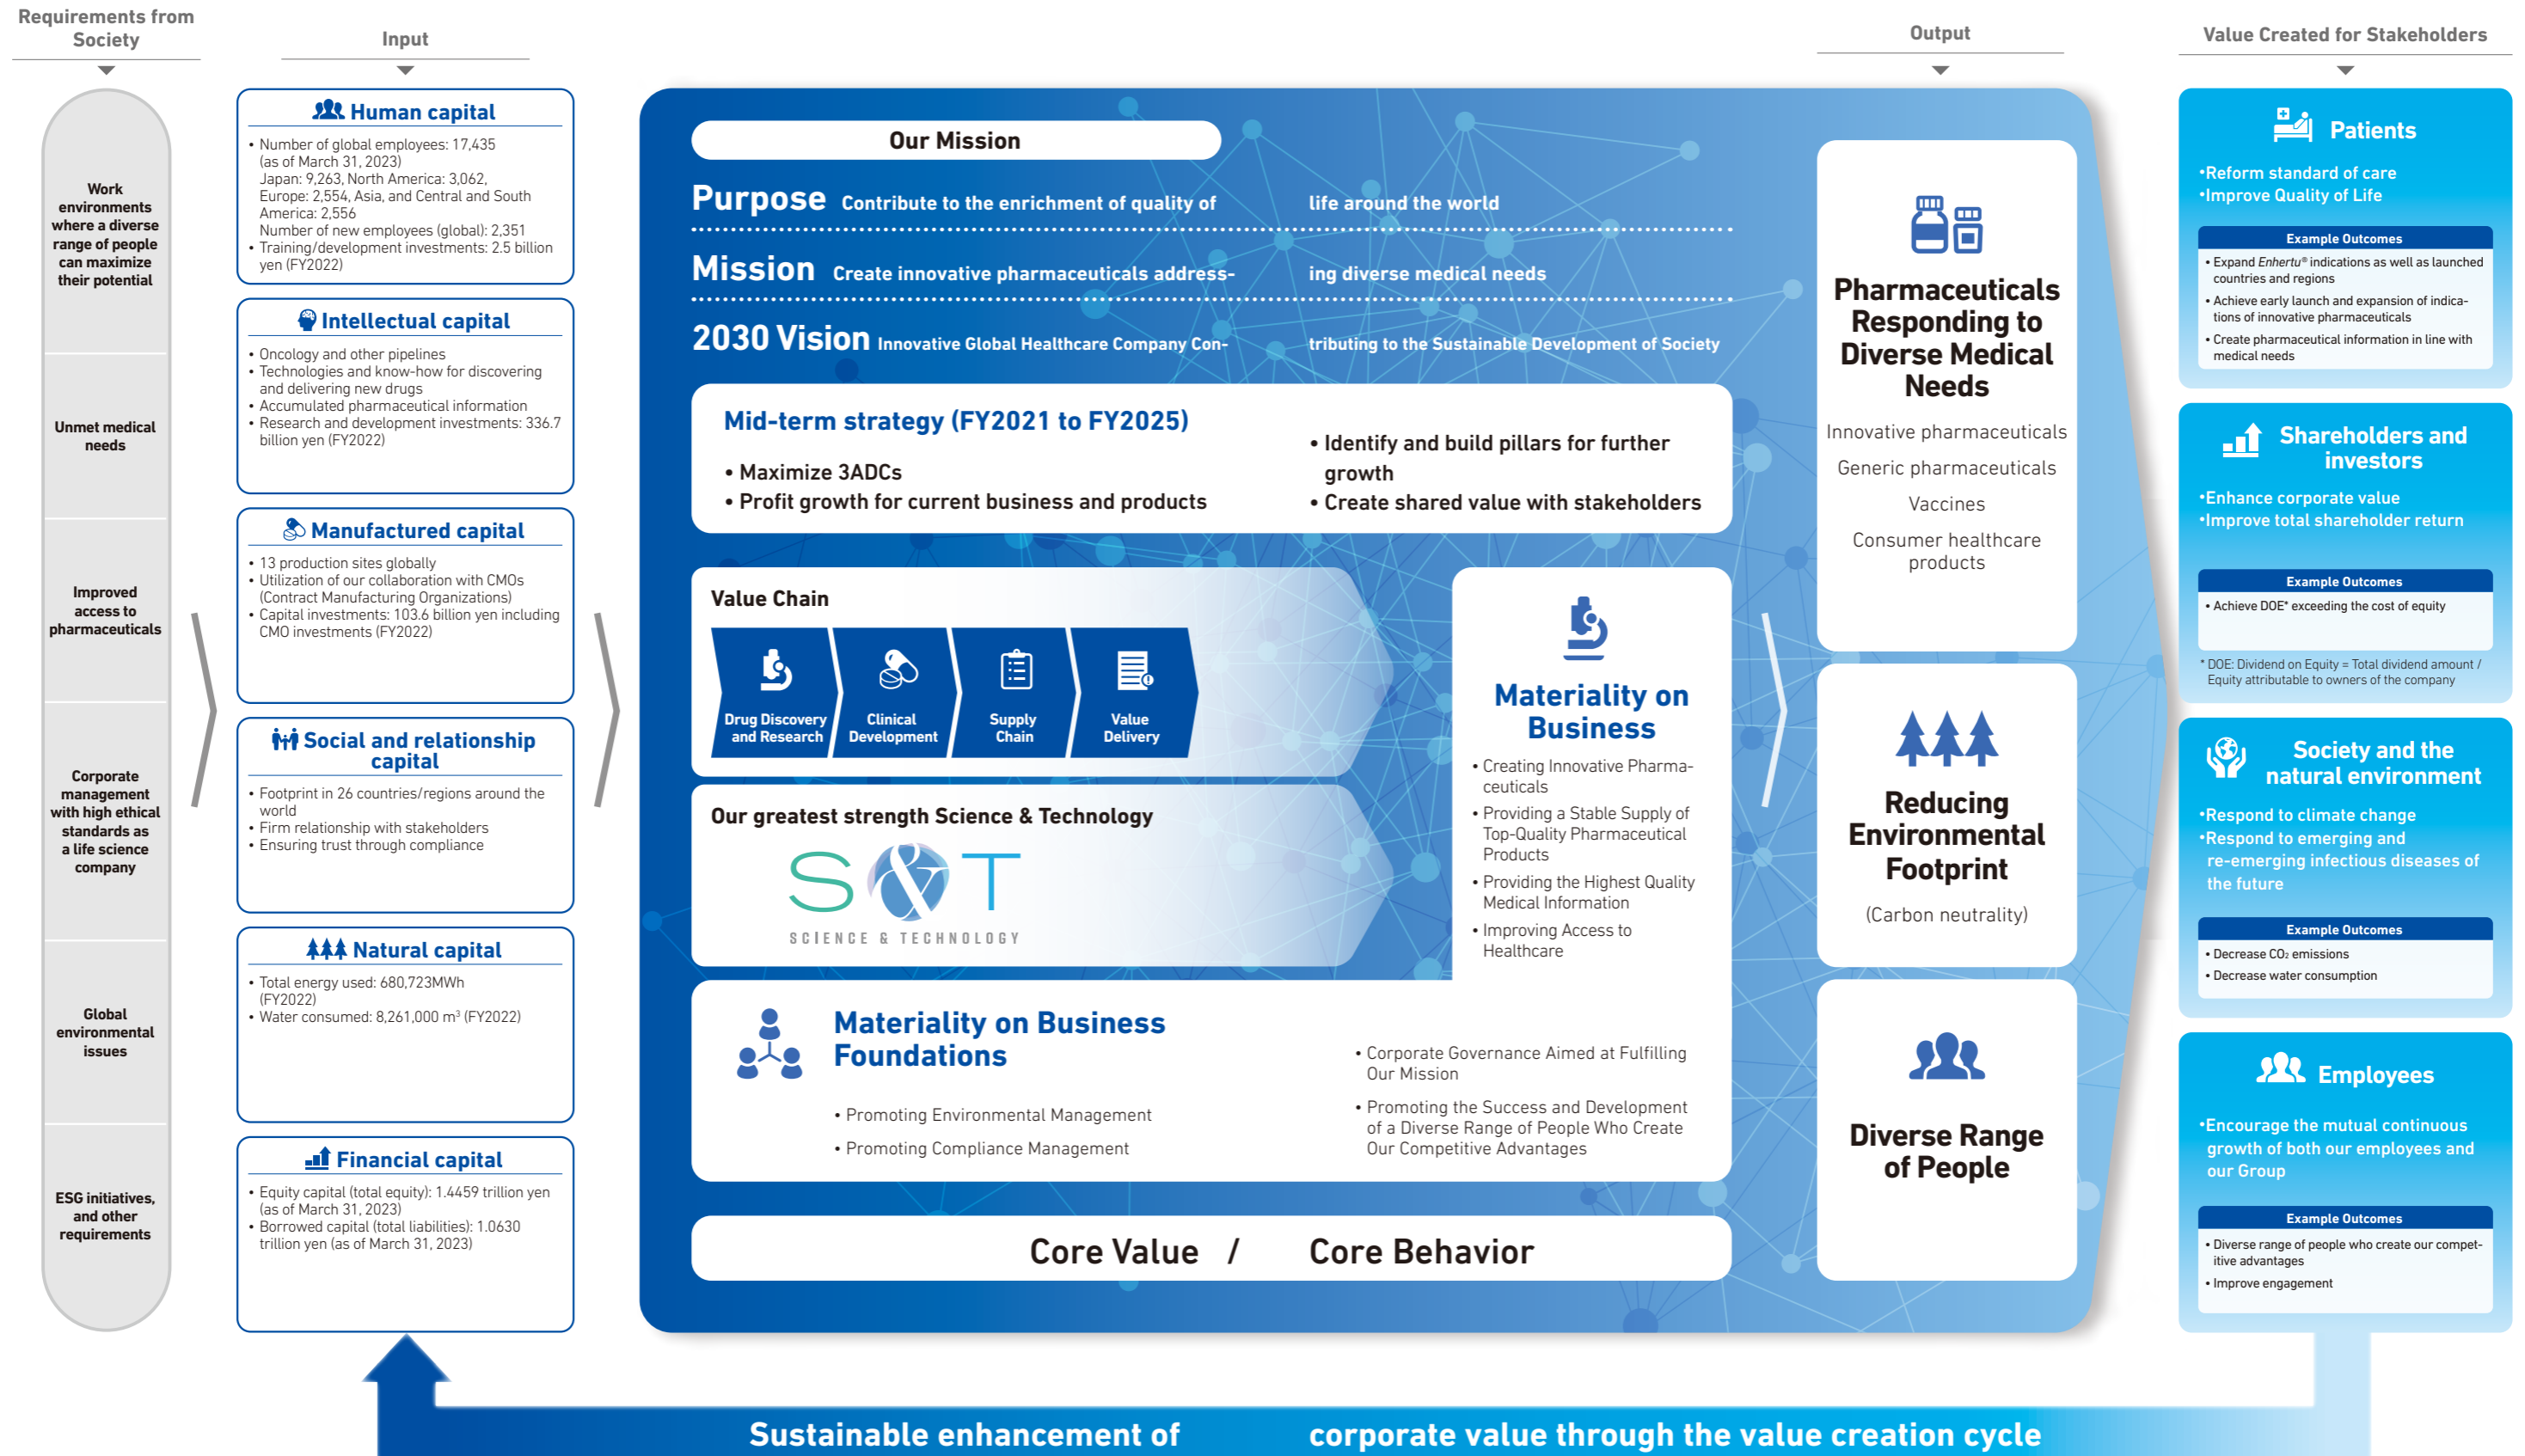 Requirements from
Society
Work
environments
where a diverse
range of people
can maximize
their potential
Unmet medical
needs
Improved
access to
pharmaceuticals
Corporate
management
with high ethical
standards as
a life science
company
Global
environmental
issues
ESG initiatives,
and other
requirements
Input
Human capital
• Number of global employees: 17,435
(as of March 31, 2023)
Japan: 9,263, North America: 3,062,
Europe: 2,554, Asia, and Central and South
America: 2,556
Number of new employees (global): 2,351
• Training/development investments: 2.5 billion
yen (FY2022)
Intellectual capital
• Oncology and other pipelines
• Technologies and know-how for discovering
and delivering new drugs
• Accumulated pharmaceutical information
• Research and development investments: 336.7
billion yen (FY2022)
Manufactured capital
• 13 production sites globally
• Utilization of our collaboration with CMOs
(Contract Manufacturing Organizations)
• Capital investments: 103.6 billion yen including
CMO investments (FY2022)
Social and relationship
capital
• Footprint in 26 countries/regions around the
world
• Firm relationship with stakeholders
• Ensuring trust through compliance
Natural capital
• Total energy used: 680,723MWh
(FY2022)
• Water consumed: 8,261,000 m³ (FY2022)
Financial capital
• Equity capital (total equity): 1.4459 trillion yen
(as of March 31, 2023)
• Borrowed capital (total liabilities): 1.0630
trillion yen (as of March 31, 2023)
Our Mission
Purpose Contribute to the enrichment of quality of life around the world
Mission Create innovative pharmaceuticals address- ing diverse medical needs
2030 Vision Innovative Global Healthcare Company Con- tributing to the Sustainable Development of Society
Mid-term strategy (FY2021 to FY2025)
• Maximize 3ADCs
• Profit growth for current business and products
• Identify and build pillars for further
growth
• Create shared value with stakeholders
Value Chain
Drug Discovery
and Research
Clinical
Development
Supply
Chain
Value
Delivery
Our greatest strength Science & Technology
S&T
SCIENCE & TECHNOLOGY
Materiality on
Business
• Creating Innovative Pharma-
ceuticals
• Providing a Stable Supply of
Top-Quality Pharmaceutical
Products
• Providing the Highest Quality
Medical Information
• Improving Access to
Healthcare
Materiality on Business
Foundations
• Promoting Environmental Management
• Promoting Compliance Management
• Corporate Governance Aimed at Fulfilling
Our Mission
• Promoting the Success and Development
of a Diverse Range of People Who Create
Our Competitive Advantages
Core Value / Core Behavior
Output
Pharmaceuticals
Responding to
Diverse Medical
Needs
Innovative pharmaceuticals
Generic pharmaceuticals
Vaccines
Consumer healthcare
products
Reducing
Environmental
Footprint
(Carbon neutrality)
Diverse Range
of People
Value Created for Stakeholders
Patients
•Reform standard of care
•Improve Quality of Life
Example Outcomes
• Expand Enhertu® indications as well as launched
countries and regions
• Achieve early launch and expansion of indica-
tions of innovative pharmaceuticals
• Create pharmaceutical information in line with
medical needs
Shareholders and
investors
•Enhance corporate value
•Improve total shareholder return
Example Outcomes
• Achieve DOE* exceeding the cost of equity
* DOE: Dividend on Equity = Total dividend amount /
Equity attributable to owners of the company
Society and the
natural environment
•Respond to climate change
•Respond to emerging and
re-emerging infectious diseases of
the future
Example Outcomes
• Decrease CO₂ emissions
• Decrease water consumption
Employees
•Encourage the mutual continuous
growth of both our employees and
our Group
Example Outcomes
• Diverse range of people who create our compet-
itive advantages
• Improve engagement
Sustainable enhancement of corporate value through the value creation cycle